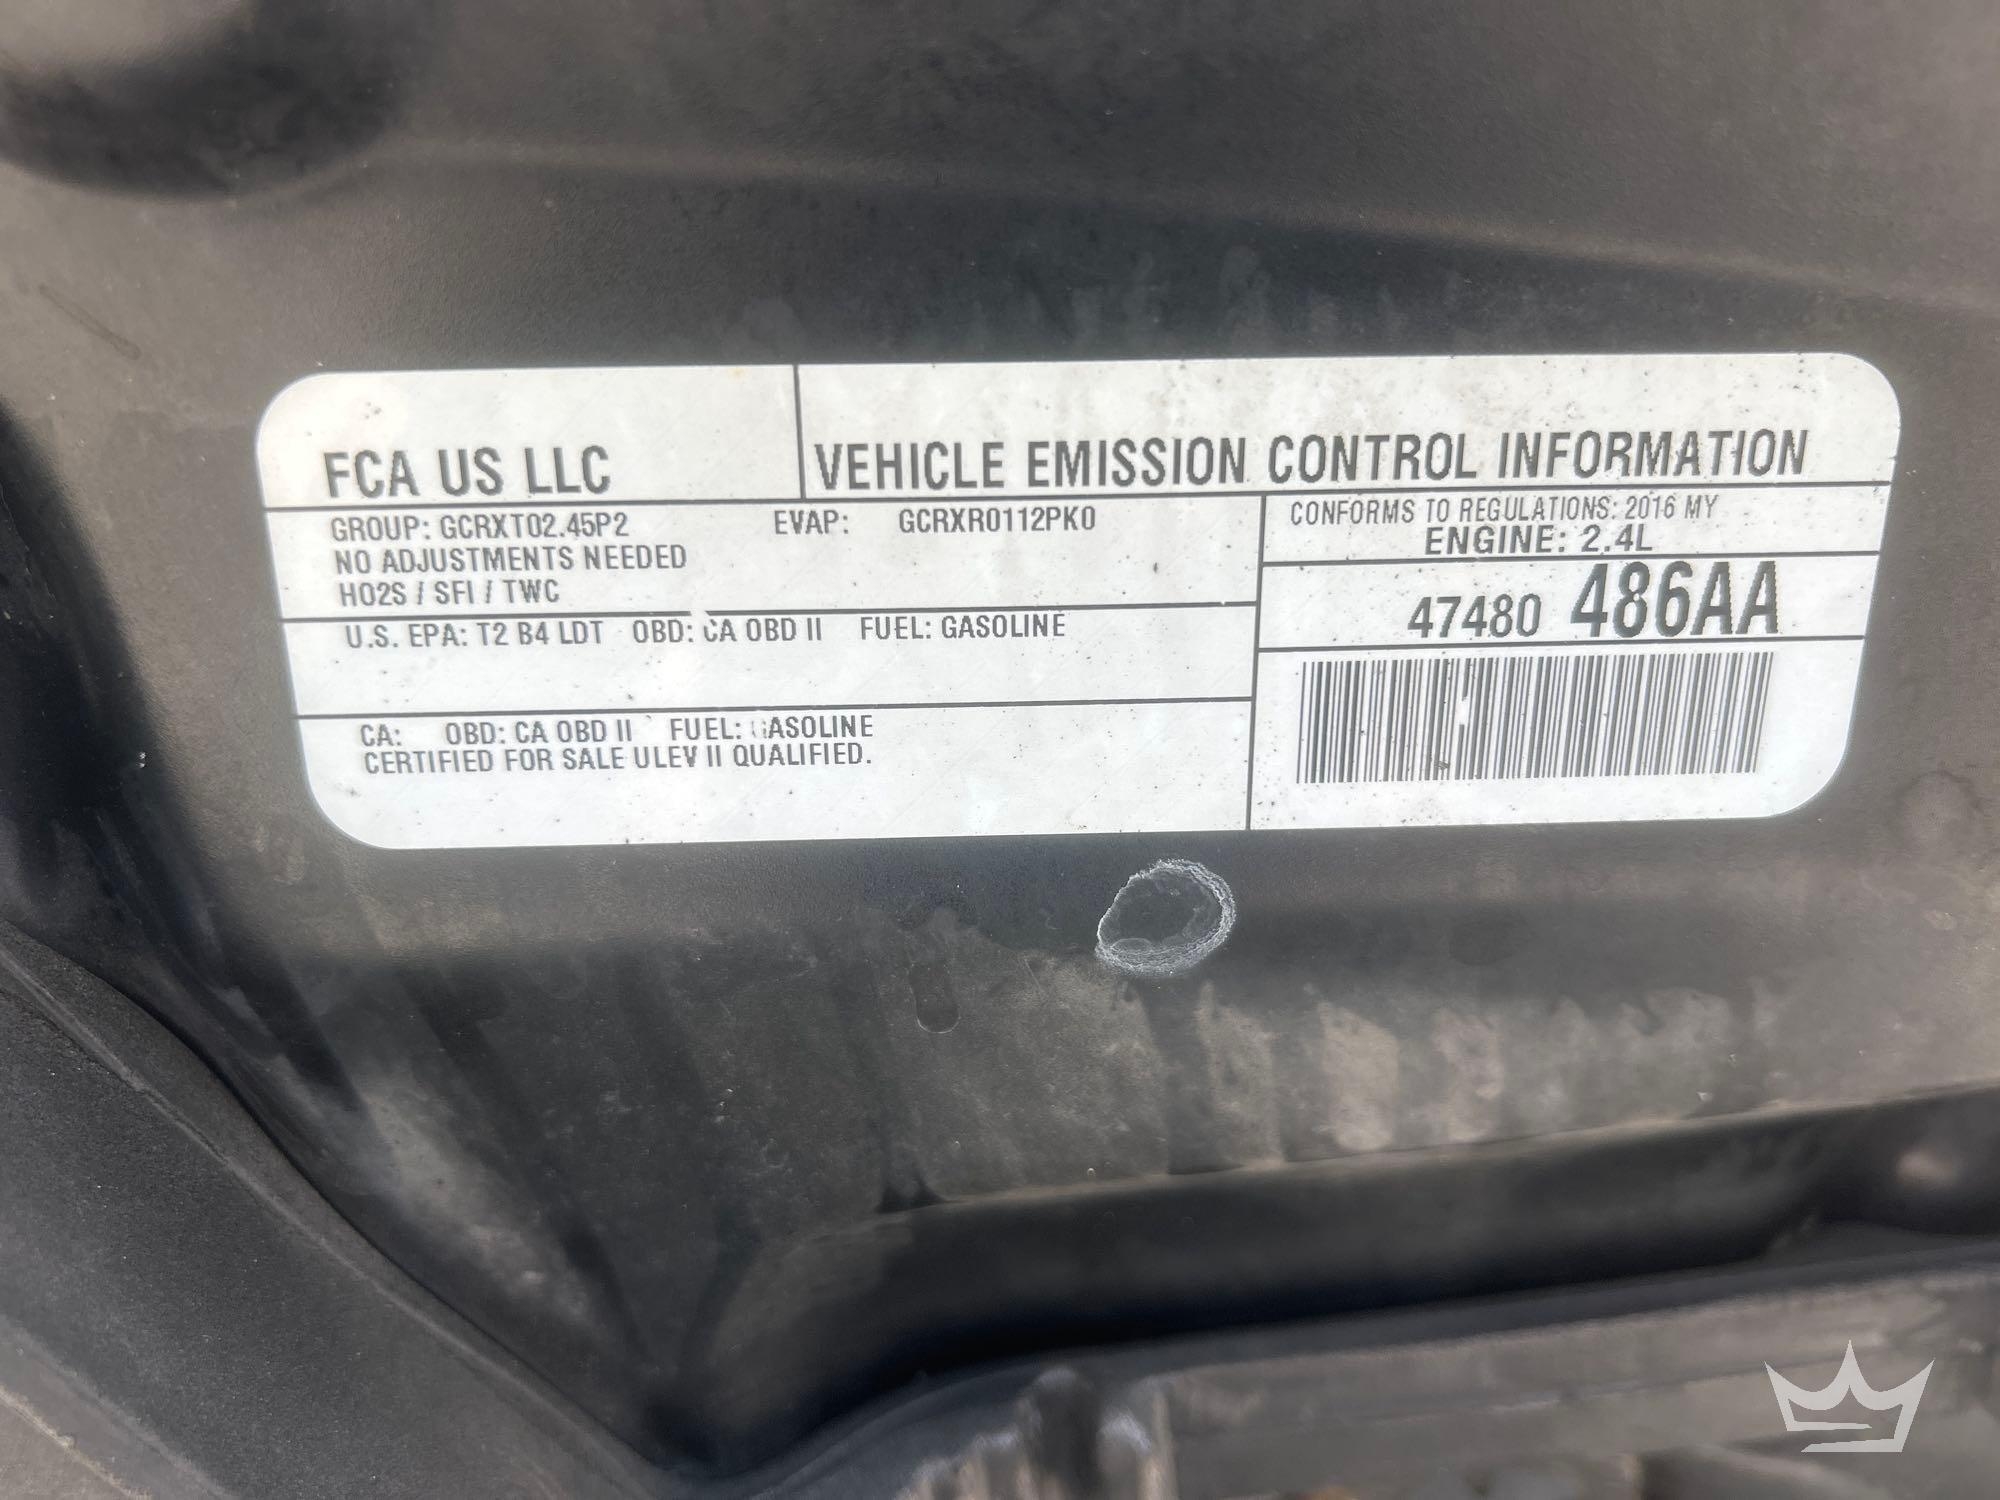 FCA US LLC
VEHICLE EMISSION CONTROL INFORMATION
GROUP: GCRXT02.45P2 EVAP: GCRXR0112PK0
NO ADJUSTMENTS NEEDED
HO2S / SFI / TWC
U.S. EPA: T2 B4 LDT OBD: CA OBD II FUEL: GASOLINE
CA: OBD: CA OBD II FUEL: GASOLINE
CERTIFIED FOR SALE ULEV II QUALIFIED.
CONFORMS TO REGULATIONS: 2016 MY
ENGINE: 2.4L
47480 486AA